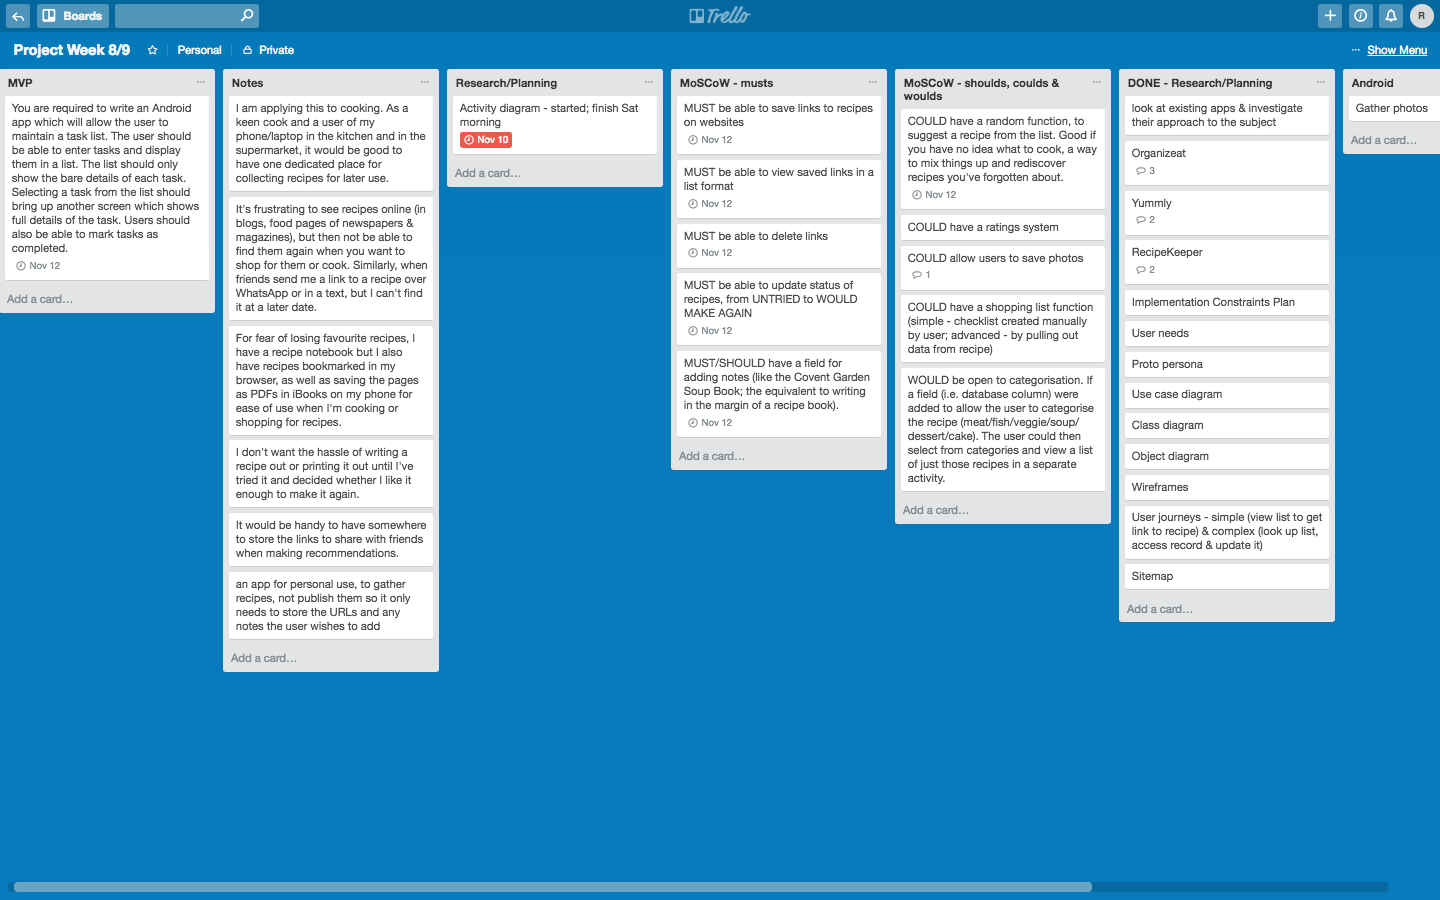 Boards
Trello
R
Project Week 8/9
Personal
Private
Show Menu
MVP
You are required to write an Android
app which will allow the user to
maintain a task list. The user should
be able to enter tasks and display
them in a list. The list should only
show the bare details of each task.
Selecting a task from the list should
bring up another screen which shows
full details of the task. Users should
also be able to mark tasks as
completed.
Nov 12
Add a card…
Notes
I am applying this to cooking. As a
keen cook and a user of my
phone/laptop in the kitchen and in the
supermarket, it would be good to
have one dedicated place for
collecting recipes for later use.
It's frustrating to see recipes online (in
blogs, food pages of newspapers &
magazines), but then not be able to
find them again when you want to
shop for them or cook. Similarly, when
friends send me a link to a recipe over
WhatsApp or in a text, but I can't find
it at a later date.
For fear of losing favourite recipes, I
have a recipe notebook but I also
have recipes bookmarked in my
browser, as well as saving the pages
as PDFs in iBooks on my phone for
ease of use when I'm cooking or
shopping for recipes.
I don't want the hassle of writing a
recipe out or printing it out until I've
tried it and decided whether I like it
enough to make it again.
It would be handy to have somewhere
to store the links to share with friends
when making recommendations.
an app for personal use, to gather
recipes, not publish them so it only
needs to store the URLs and any
notes the user wishes to add
Add a card…
Research/Planning
Activity diagram - started; finish Sat
morning
Nov 10
Add a card…
MoSCoW - musts
MUST be able to save links to recipes
on websites
Nov 12
MUST be able to view saved links in a
list format
Nov 12
MUST be able to delete links
Nov 12
MUST be able to update status of
recipes, from UNTRIED to WOULD
MAKE AGAIN
Nov 12
MUST/SHOULD have a field for
adding notes (like the Covent Garden
Soup Book; the equivalent to writing
in the margin of a recipe book).
Nov 12
Add a card…
MoSCoW - shoulds, coulds &
woulds
COULD have a random function, to
suggest a recipe from the list. Good if
you have no idea what to cook, a way
to mix things up and rediscover
recipes you've forgotten about.
Nov 12
COULD have a ratings system
COULD allow users to save photos
1
COULD have a shopping list function
(simple - checklist created manually
by user; advanced - by pulling out
data from recipe)
WOULD be open to categorisation. If
a field (i.e. database column) were
added to allow the user to categorise
the recipe (meat/fish/veggie/soup/
dessert/cake). The user could then
select from categories and view a list
of just those recipes in a separate
activity.
Add a card…
DONE - Research/Planning
look at existing apps & investigate
their approach to the subject
Organizeat
3
Yummly
2
RecipeKeeper
2
Implementation Constraints Plan
User needs
Proto persona
Use case diagram
Class diagram
Object diagram
Wireframes
User journeys - simple (view list to get
link to recipe) & complex (look up list,
access record & update it)
Sitemap
Add a card…
Android
Gather photos
Add a card…